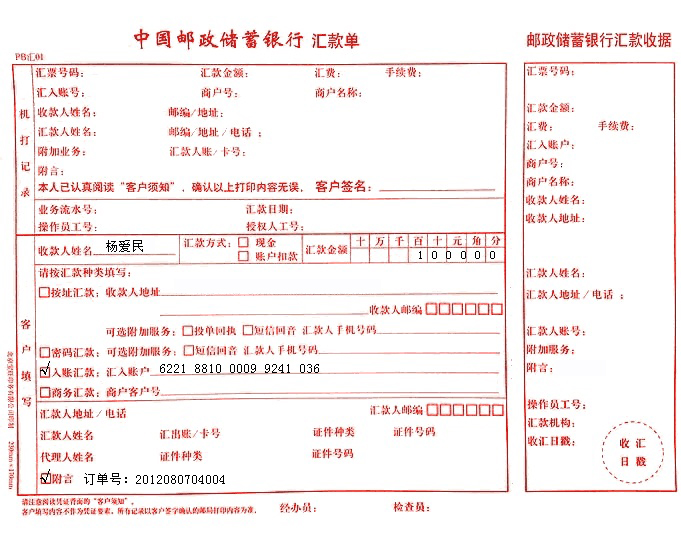 中国邮政储蓄银行 汇款单
PB汇01
机打记录
汇票号码： 汇款金额： 汇费： 手续费：
汇入账号： 商户号： 商户名称：
收款人姓名： 邮编/地址：
汇款人姓名： 邮编/地址/电话：
附加业务： 汇款人账/卡号：
附言：
本人已认真阅读“客户须知”，确认以上打印内容无误， 客户签名：
业务流水号： 汇款日期：
操作员工号： 授权人工号：
客户填写
收款人姓名 杨爱民 汇款方式：□现金 □账户扣款 汇款金额 十 万 千 百 十 元 角 分
1 0 0 0 0 0
请按汇款种类填写：
□按址汇款：收款人地址
收款人邮编□□□□□□
可选附加服务：□投单回执 □短信回音 汇款人手机号码
□密码汇款：可选附加服务：□短信回音 汇款人手机号码
☑入账汇款：汇入账户 6221 8810 0009 9241 036
□商务汇款：商户客户号
汇款人地址/电话 汇款人邮编□□□□□□
汇款人姓名 汇出账/卡号 证件种类 证件号码
代理人姓名 证件种类 证件号码
☑附言 订单号：2012080704004
请注意阅读凭证背面的“客户须知”。
客户填写内容不作为凭证要素，所有记录以客户签字确认的邮局打印内容为准。 经办员： 检查员：
邮政储蓄银行汇款收据
汇票号码：
汇款金额：
汇费： 手续费：
汇入账户：
商户号：
商户名称：
收款人姓名：
收款人地址：
汇款人姓名：
汇款人地址/电话：
汇款人账号：
附加服务：
附言：
操作员工号：
汇款机构：
收汇日戳：
收 汇
日 戳